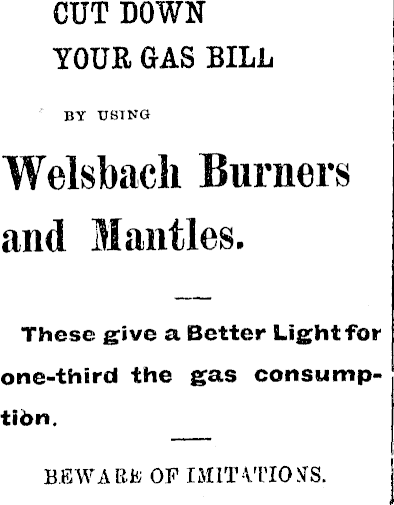 CUT DOWN
YOUR GAS BILL
BY USING
Welsbach Burners
and Mantles.
These give a Better Light for
one-third the gas consump-
tion.
BEWARE OF IMITATIONS.